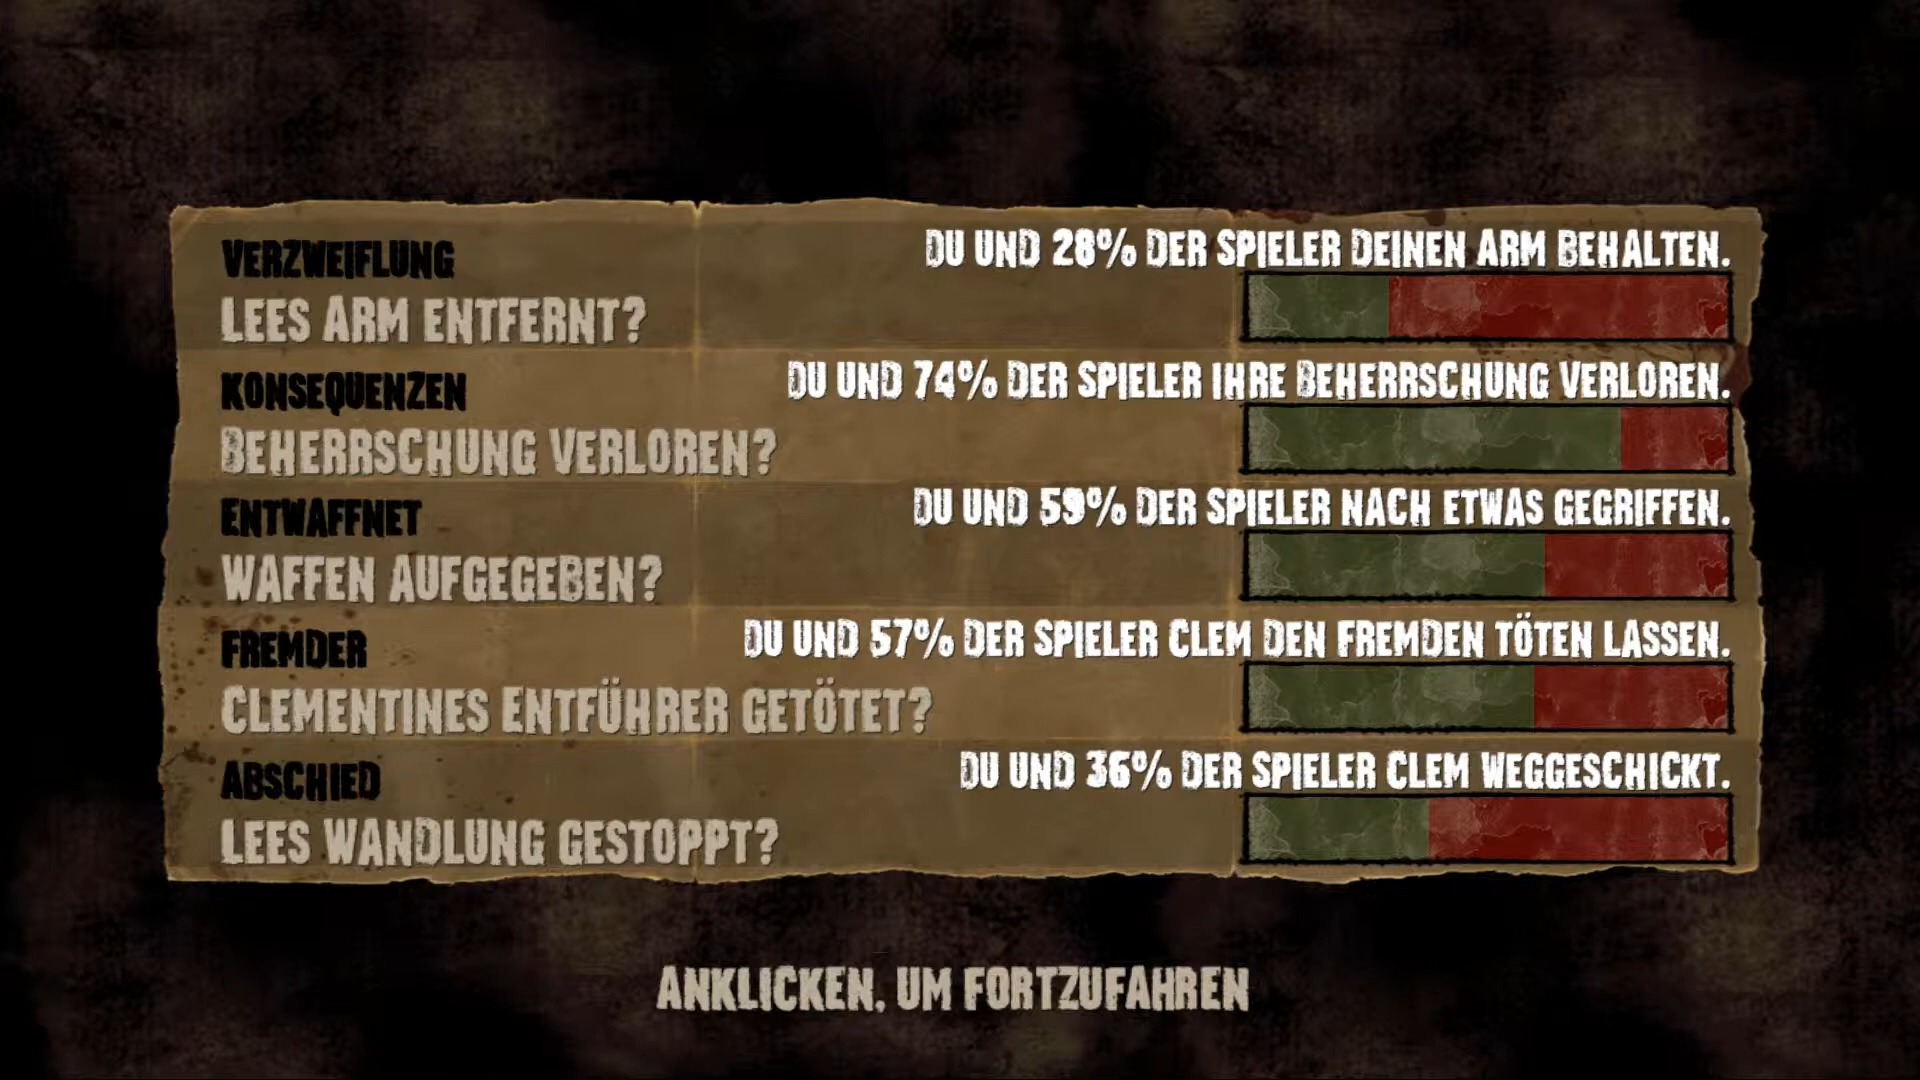 VERZWEIFLUNG
DU UND 28% DER SPIELER DEINEN ARM BEHALTEN.
LEES ARM ENTFERNT?
KONSEQUENZEN
DU UND 74% DER SPIELER IHRE BEHERRSCHUNG VERLOREN.
BEHERRSCHUNG VERLOREN?
ENTWAFFNET
DU UND 59% DER SPIELER NACH ETWAS GEGRIFFEN.
WAFFEN AUFGEGEBEN?
FREMDER
DU UND 57% DER SPIELER CLEM DEN FREMDEN TÖTEN LASSEN.
CLEMENTINES ENTFÜHRER GETÖTET?
ABSCHIED
DU UND 36% DER SPIELER CLEM WEGGESCHICKT.
LEES WANDLUNG GESTOPPT?
ANKLICKEN, UM FORTZUFAHREN